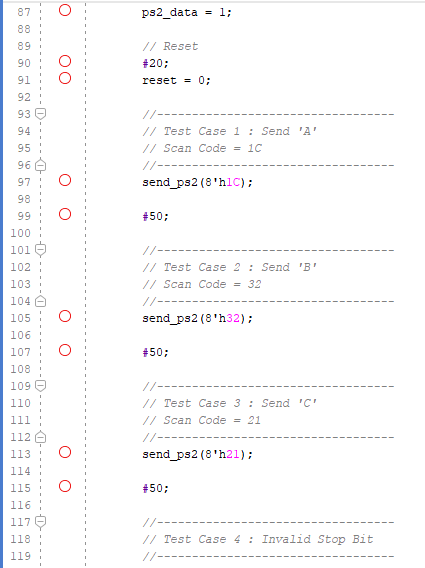 87 ps2_data = 1;
88
89 // Reset
90 #20;
91 reset = 0;
92
93 //-----------------------------------
94 // Test Case 1 : Send 'A'
95 // Scan Code = 1C
96 //-----------------------------------
97 send_ps2(8'h1C);
98
99 #50;
100
101 //-----------------------------------
102 // Test Case 2 : Send 'B'
103 // Scan Code = 32
104 //-----------------------------------
105 send_ps2(8'h32);
106
107 #50;
108
109 //-----------------------------------
110 // Test Case 3 : Send 'C'
111 // Scan Code = 21
112 //-----------------------------------
113 send_ps2(8'h21);
114
115 #50;
116
117 //-----------------------------------
118 // Test Case 4 : Invalid Stop Bit
119 //-----------------------------------